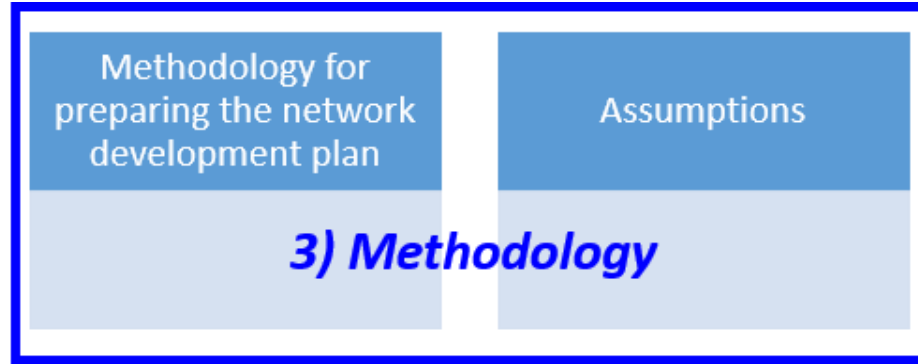 Methodology for
preparing the network
development plan
Assumptions
3) Methodology